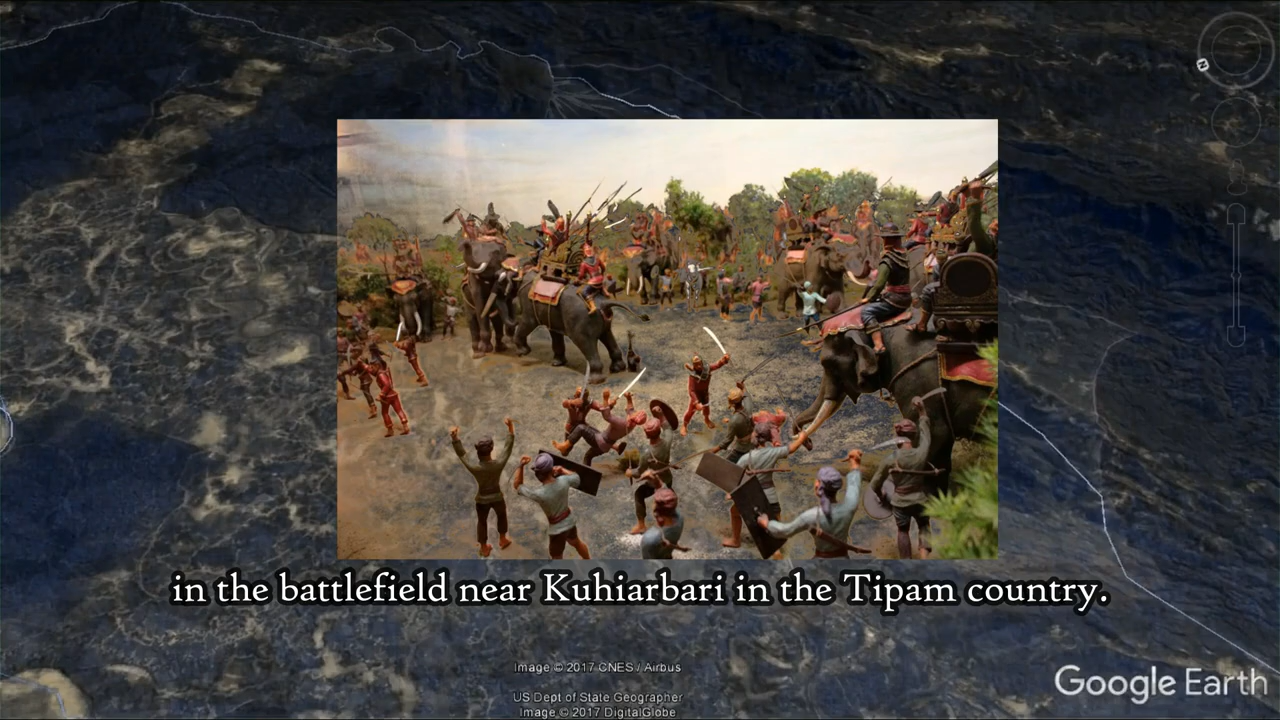 in the battlefield near Kuhiarbari in the Tipam country.
Image © 2017 CNES / Airbus
US Dept of State Geographer
Image © 2017 DigitalGlobe
Google Earth
N